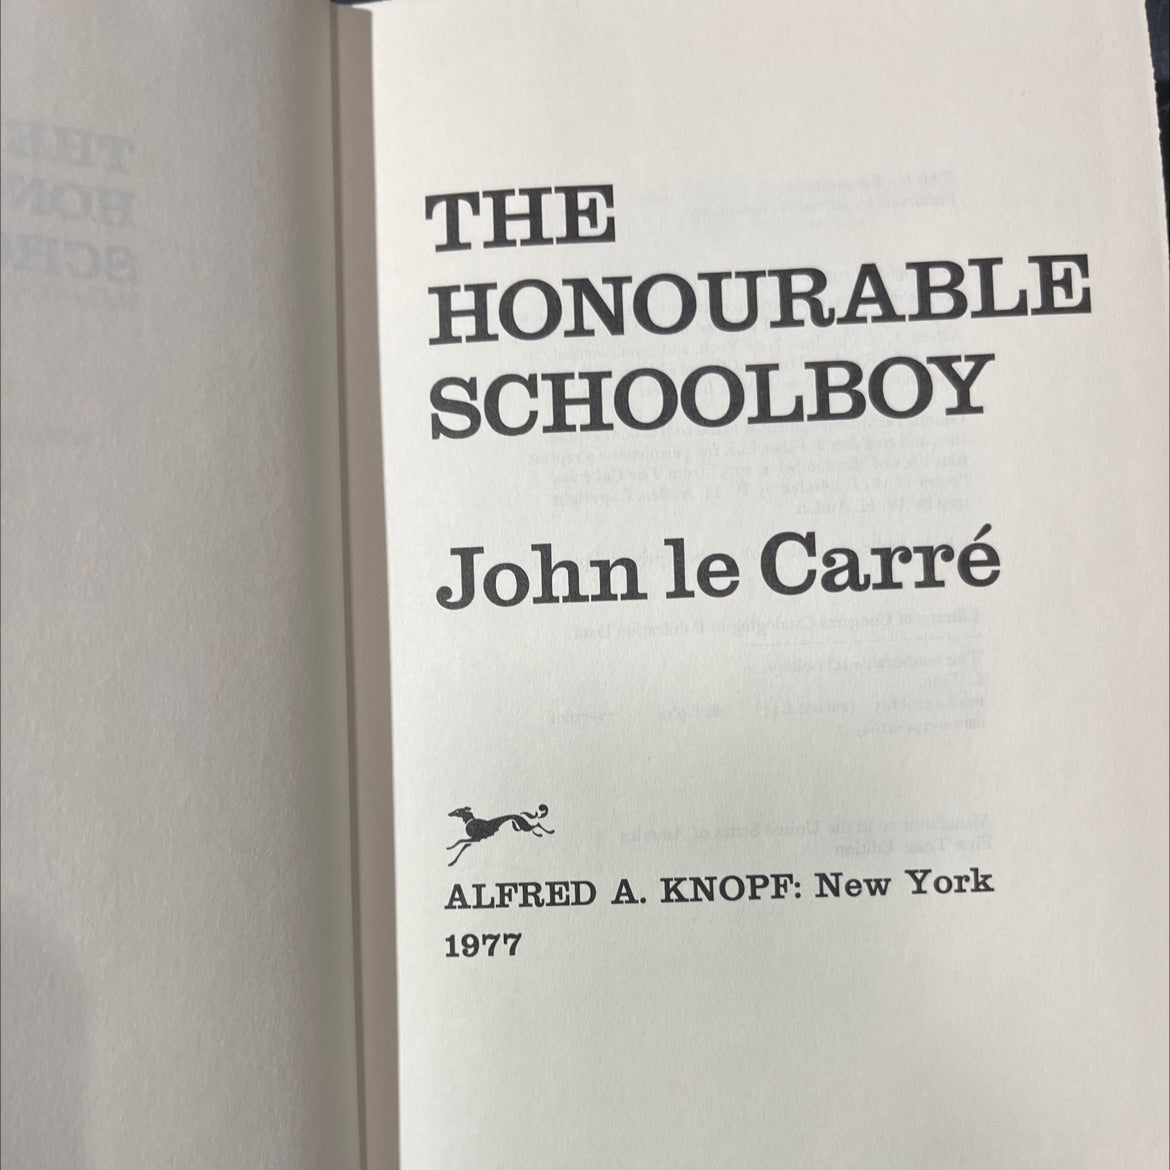 THE
HONOURABLE
SCHOOLBOY
John le Carré
ALFRED A. KNOPF: New York
1977